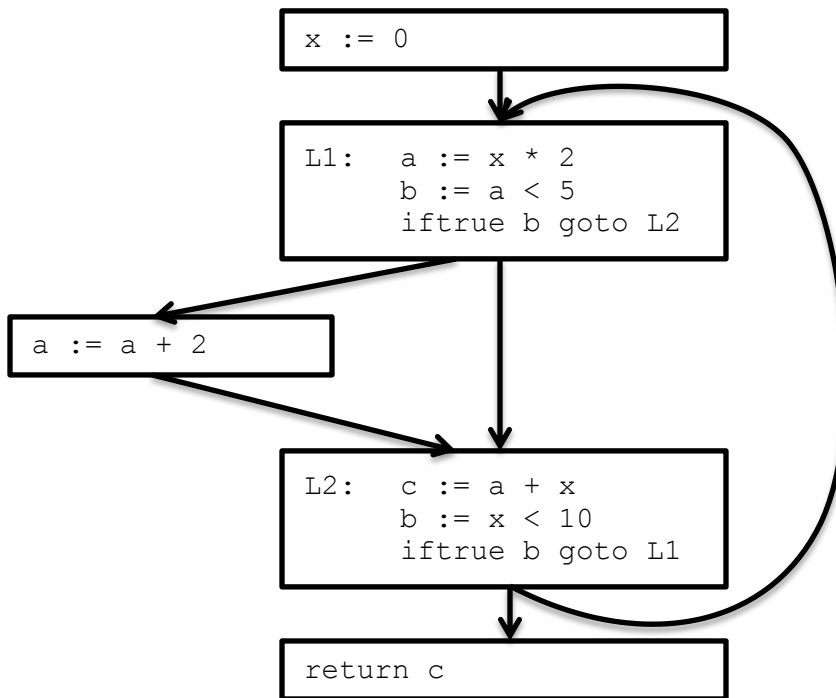 x := 0
L1: a := x * 2
b := a < 5
iftrue b goto L2
a := a + 2
L2: c := a + x
b := x < 10
iftrue b goto L1
return c